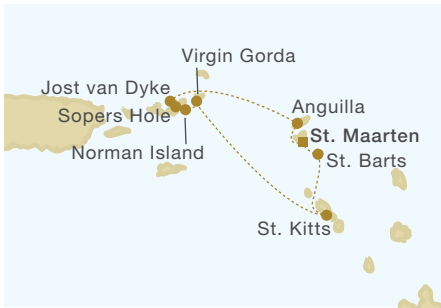 Virgin Gorda
Jost van Dyke
Sopers Hole
Norman Island
Anguilla
St. Maarten
St. Barts
St. Kitts